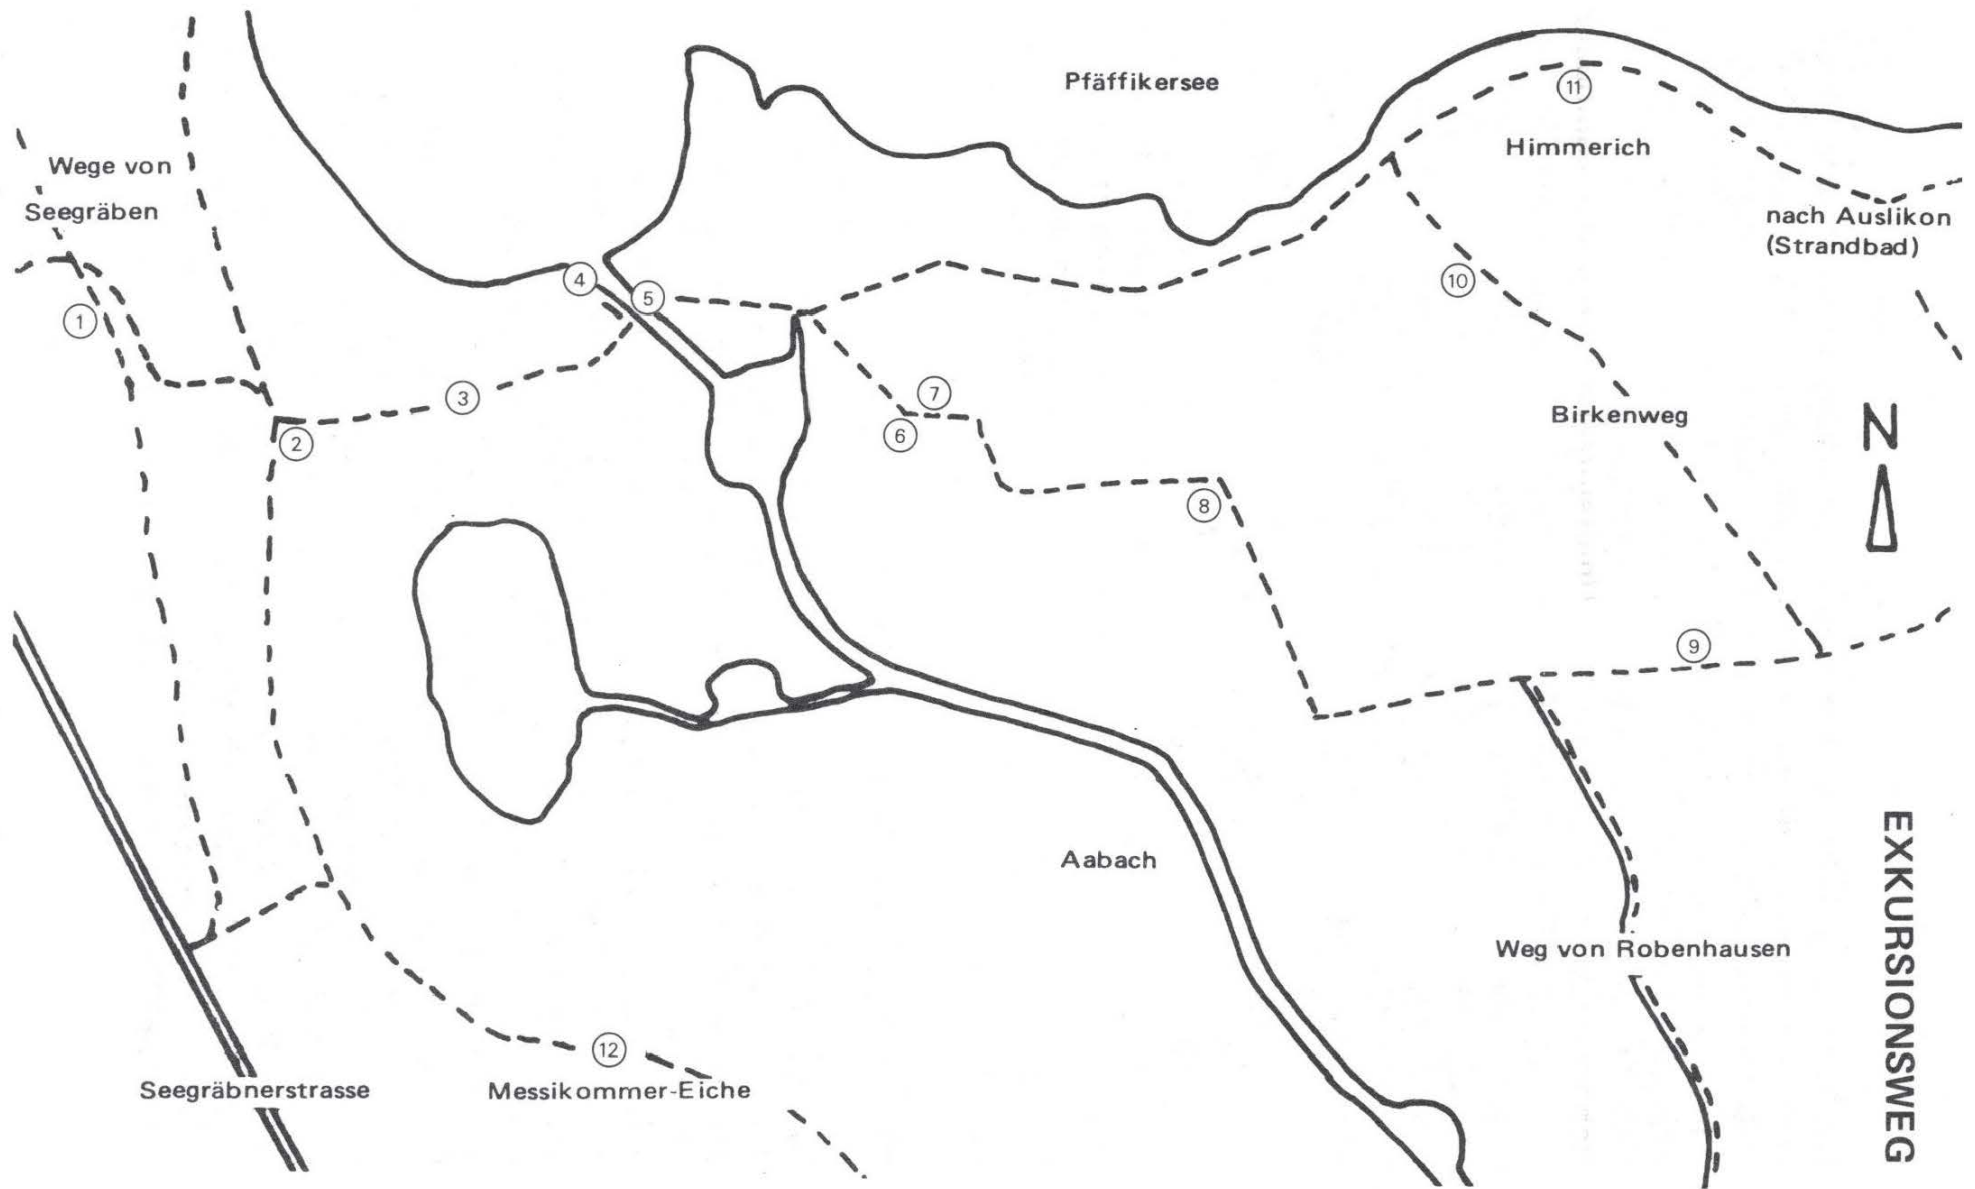 Pfäffikersee
11
Himmerich
Wege von
Seegräben
nach Auslikon
(Strandbad)
4
5
10
1
3
7
Birkenweg
N
2
6
8
9
Aabach
EXKURSIONSWEG
Weg von Robenhausen
12
Seegräbnerstrasse
Messikommer-Eiche